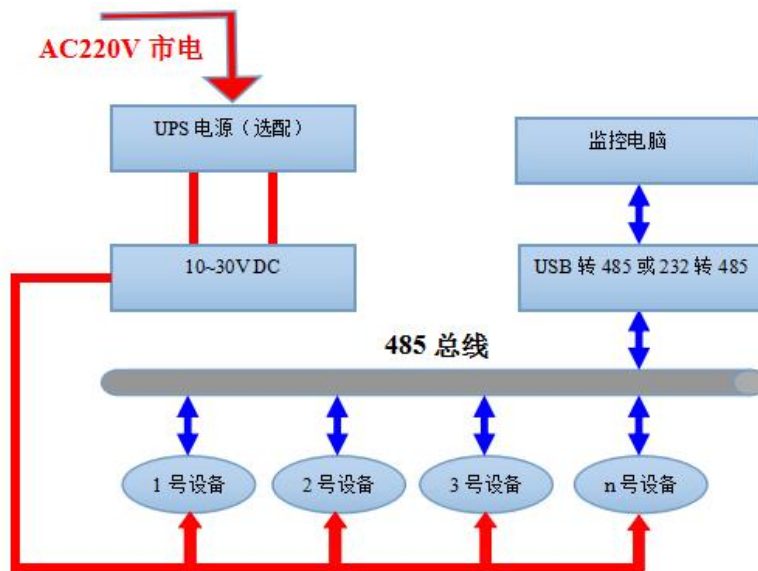 AC220V 市电
UPS 电源（选配）
监控电脑
10~30V DC
USB 转 485 或 232 转 485
485 总线
1 号设备
2 号设备
3 号设备
n 号设备